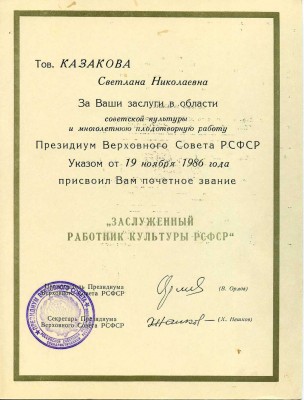 Тов. КАЗАКОВА
Светлана Николаевна
За Ваши заслуги в области
советской культуры
и многолетнюю плодотворную работу
Президиум Верховного Совета РСФСР
Указом от 19 ноября 1986 года
присвоил Вам почетное звание
„ЗАСЛУЖЕННЫЙ
РАБОТНИК КУЛЬТУРЫ РСФСР“
Председатель Президиума
Верховного Совета РСФСР
(В. Орлов)
Секретарь Президиума
Верховного Совета РСФСР
(Х. Нешков)